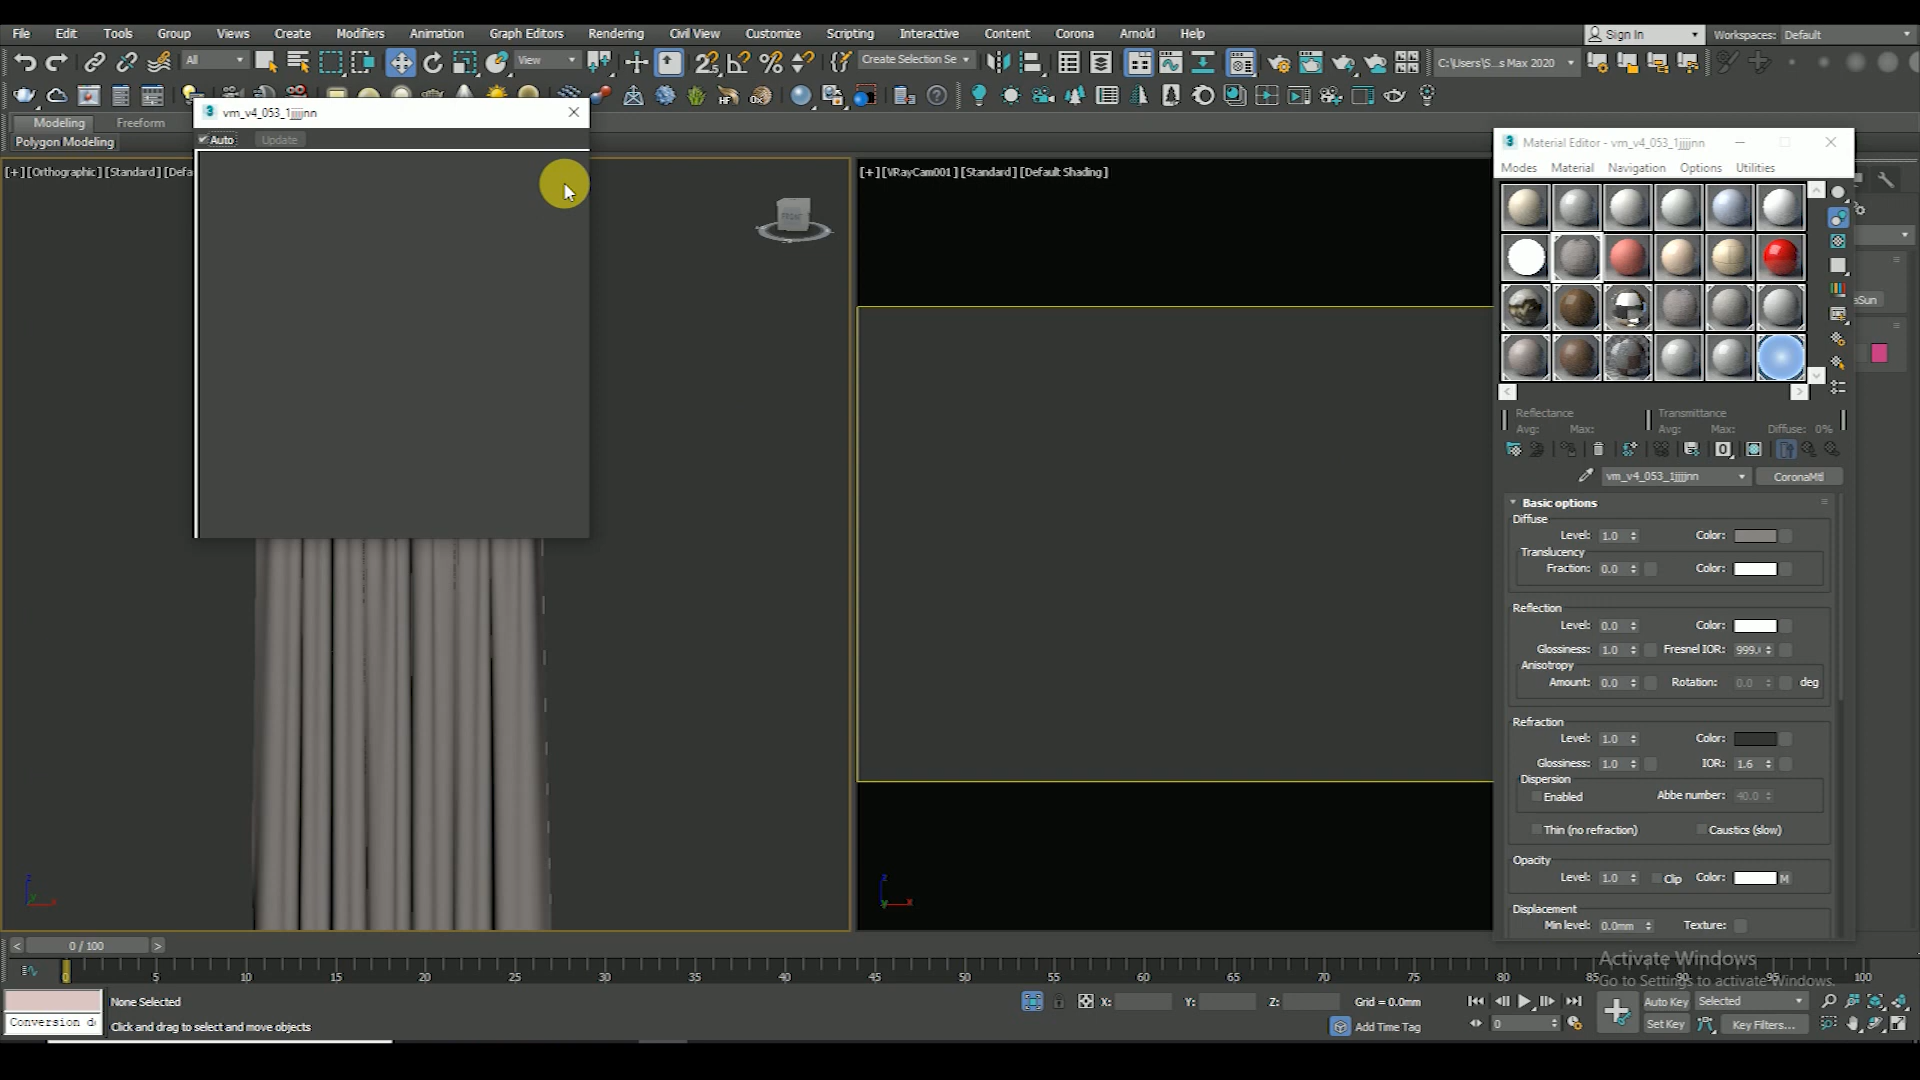 File Edit Tools Group Views Create Modifiers Animation Graph Editors Rendering Civil View Customize Scripting Interactive Content Corona Arnold Help Sign In Workspaces: Default
All View Create Selection Se C:\Users\S...s Max 2020
Modeling Freeform
Polygon Modeling
vm_v4_053_1jjjjnn
Auto Update
[+] [Orthographic] [Standard] [Defa
FRONT
[+] [VRayCam001] [Standard] [Default Shading]
Material Editor - vm_v4_053_1jjjjnn
Modes Material Navigation Options Utilities
aSun
Reflectance Transmittance
Avg: Max: Avg: Max: Diffuse: 0%
vm_v4_053_1jjjjnn CoronaMtl
Basic options
Diffuse
Level: 1.0 Color:
Translucency
Fraction: 0.0 Color:
Reflection
Level: 0.0 Color:
Glossiness: 1.0 Fresnel IOR: 999.
Anisotropy
Amount: 0.0 Rotation: 0.0 deg
Refraction
Level: 1.0 Color:
Glossiness: 1.0 IOR: 1.6
Dispersion
Enabled Abbe number: 40.0
Thin (no refraction) Caustics (slow)
Opacity
Level: 1.0 Clip Color: M
Displacement
Min level: 0.0mm Texture:
z y x
z y x
0 / 100
0 5 10 15 20 25 30 35 40 45 50 55 60 65 70 75 80 85 90 95 100
Activate Windows
Go to Settings to activate Windows.
None Selected
X: Y: Z: Grid = 0.0mm
Auto Key Selected
Conversion d
Click and drag to select and move objects
Add Time Tag
0
Set Key Key Filters...